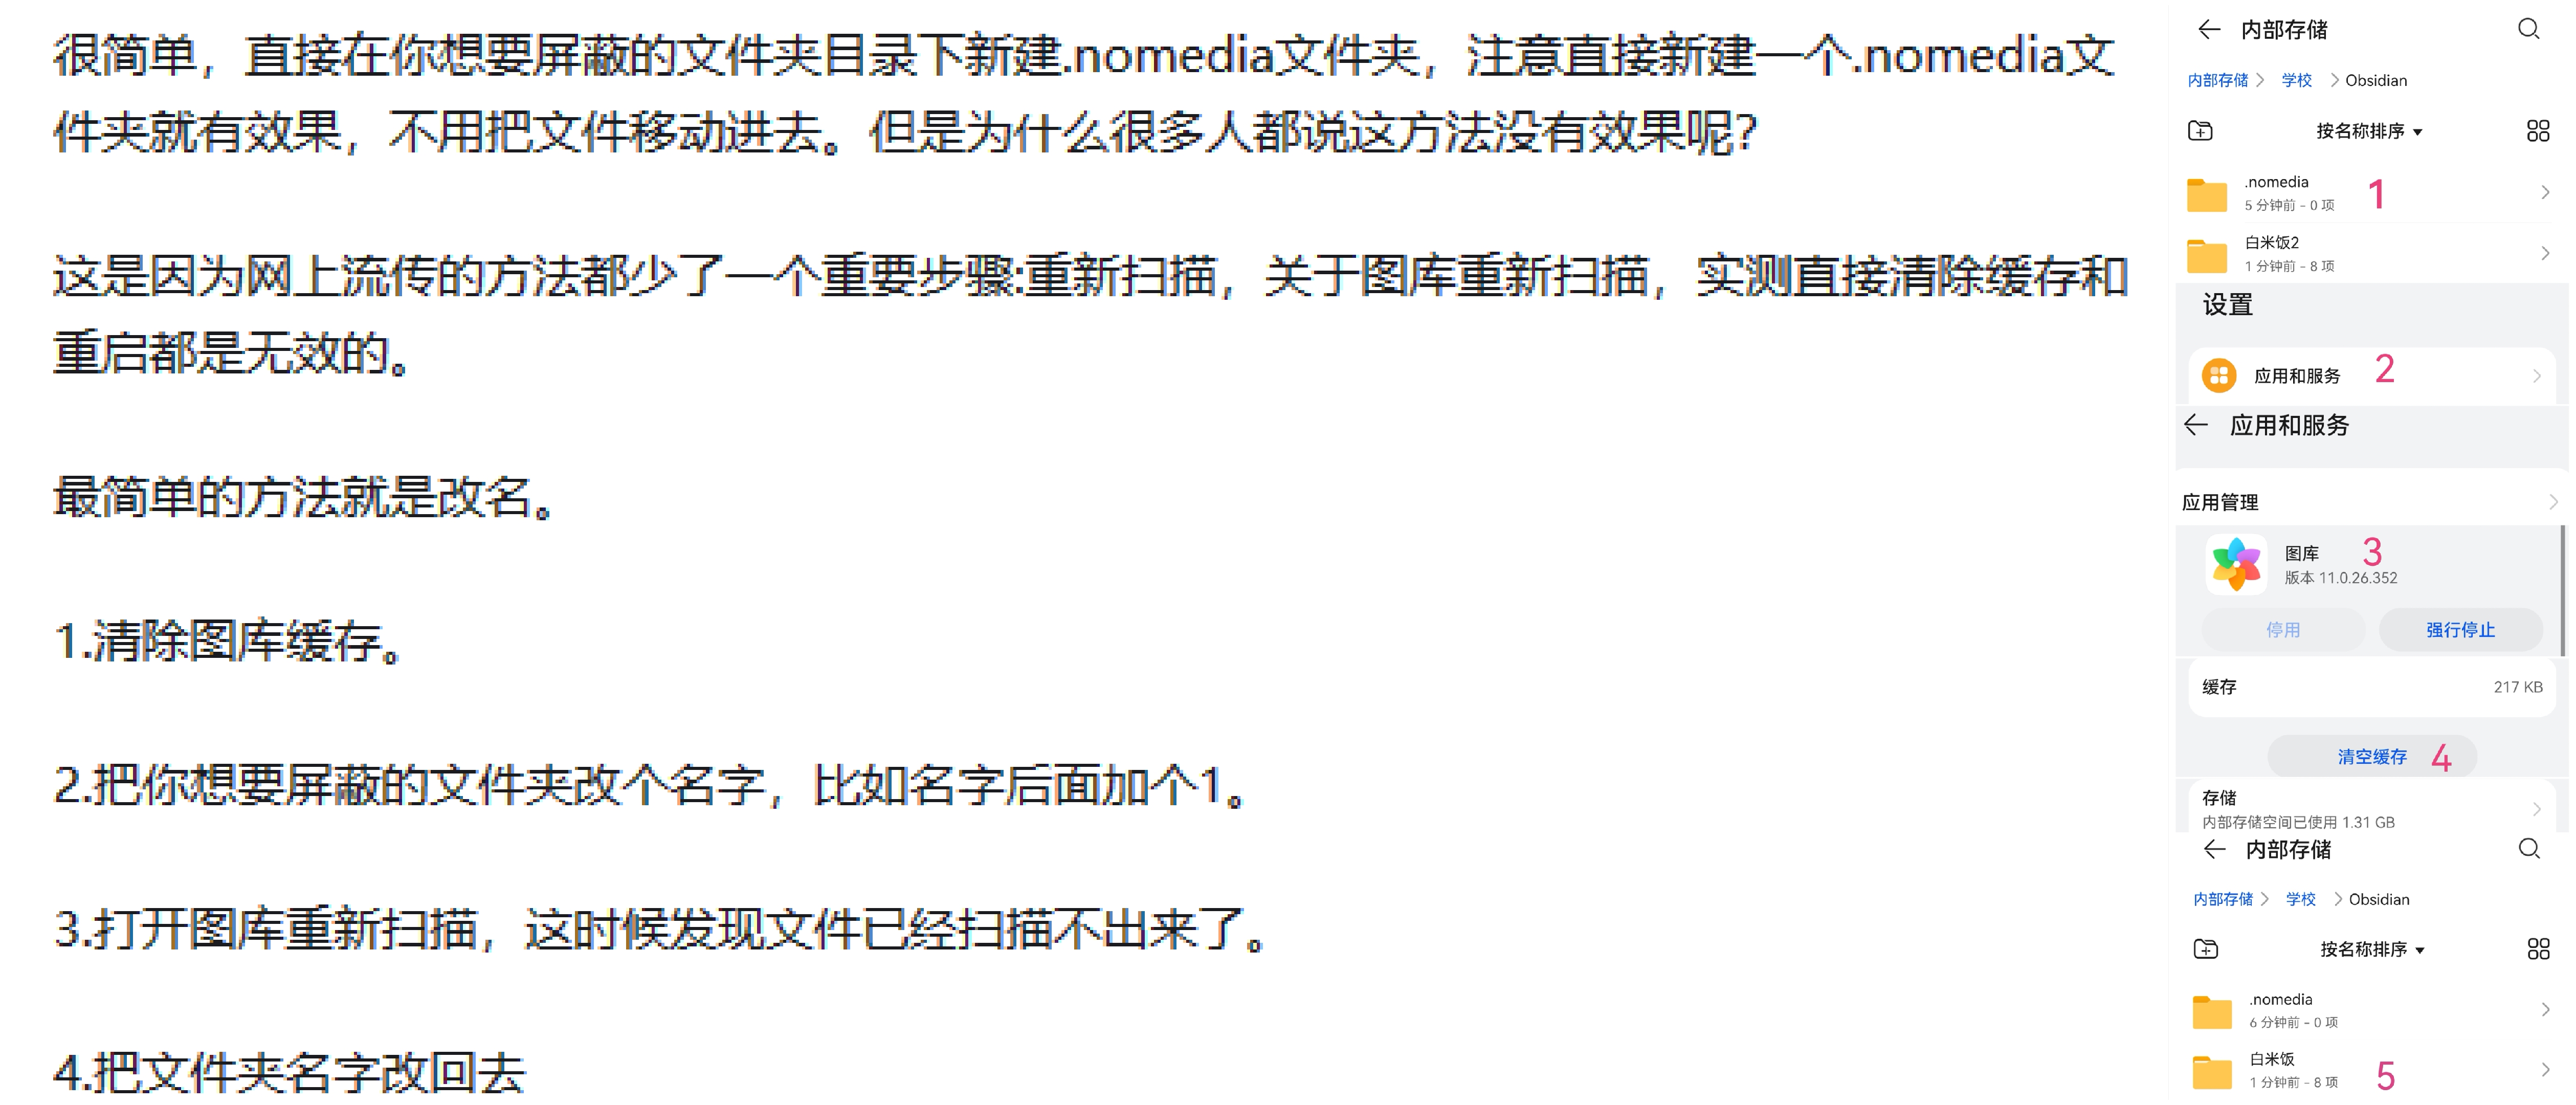 很简单，直接在你想要屏蔽的文件夹目录下新建.nomedia文件夹，注意直接新建一个.nomedia文
件夹就有效果，不用把文件移动进去。但是为什么很多人都说这方法没有效果呢？
这是因为网上流传的方法都少了一个重要步骤:重新扫描，关于图库重新扫描，实测直接清除缓存和
重启都是无效的。
最简单的方法就是改名。
1.清除图库缓存。
2.把你想要屏蔽的文件夹改个名字，比如名字后面加个1。
3.打开图库重新扫描，这时候发现文件已经扫描不出来了。
4.把文件夹名字改回去
内部存储
内部存储 > 学校 > Obsidian
按名称排序
.nomedia
5 分钟前 - 0 项
1
白米饭2
1 分钟前 - 8 项
设置
应用和服务
2
应用和服务
应用管理
图库
3
版本 11.0.26.352
停用 强行停止
缓存 217 KB
清空缓存
4
存储
内部存储空间已使用 1.31 GB
内部存储
内部存储 > 学校 > Obsidian
按名称排序
.nomedia
6 分钟前 - 0 项
白米饭
1 分钟前 - 8 项
5